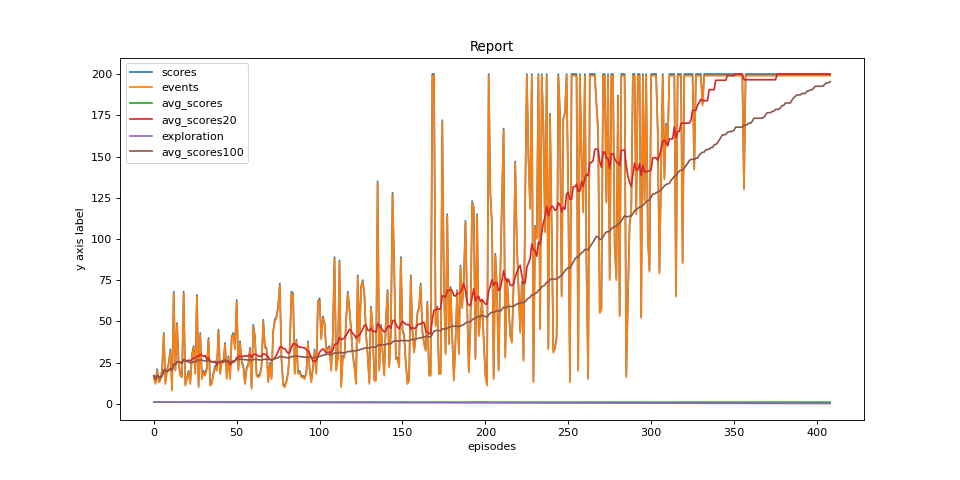 Report
scores
events
avg_scores
avg_scores20
exploration
avg_scores100
y axis label
200
175
150
125
100
75
50
25
0
0 50 100 150 200 250 300 350 400
episodes